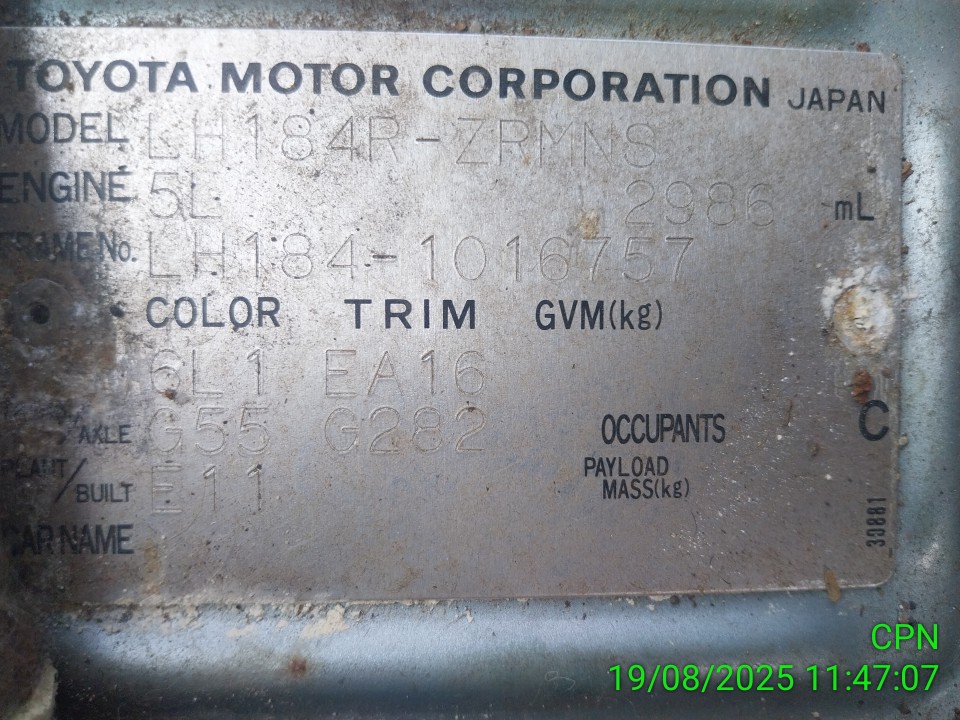 TOYOTA MOTOR CORPORATION JAPAN
MODEL LH184R-ZRMNS
ENGINE 5L 2986 mL
FRAME No. LH184-1016757
COLOR TRIM GVM(kg)
6L1 EA16
AXLE G55 G282 OCCUPANTS C
PLANT/BUILT E11 PAYLOAD MASS(kg)
CAR NAME
30881
CPN
19/08/2025 11:47:07